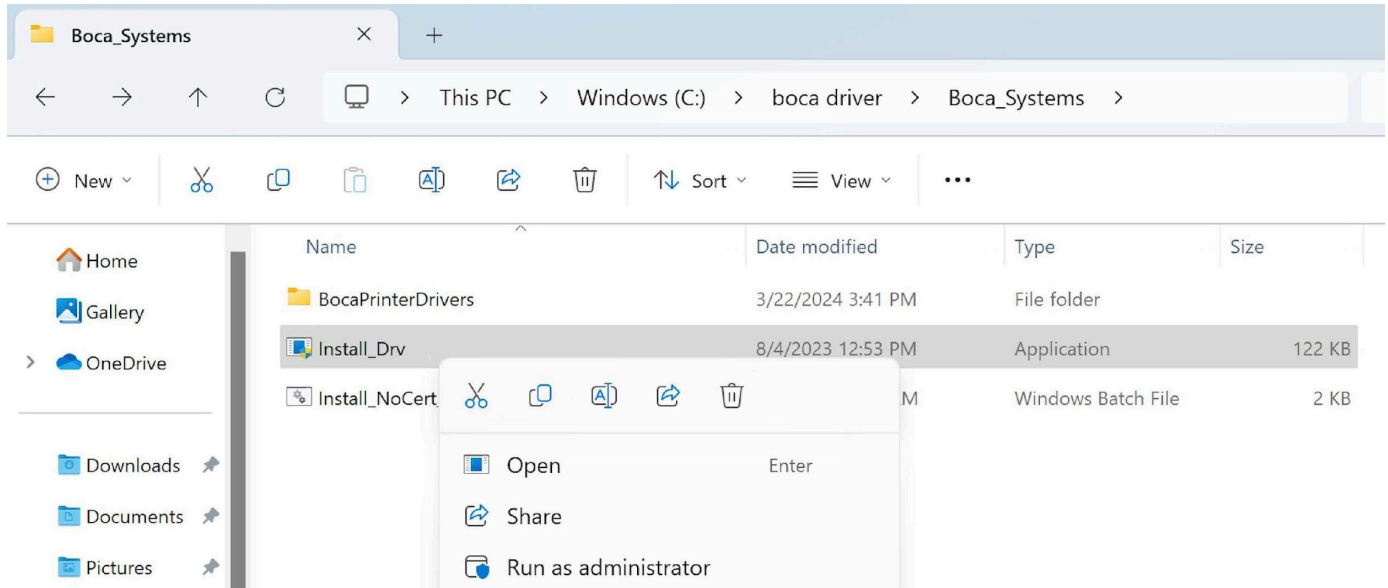 Boca_Systems
This PC > Windows (C:) > boca driver > Boca_Systems >
New Sort View
Home
Gallery
OneDrive
Downloads
Documents
Pictures
Name Date modified Type Size
BocaPrinterDrivers 3/22/2024 3:41 PM File folder
Install_Drv 8/4/2023 12:53 PM Application 122 KB
Install_NoCert_ M Windows Batch File 2 KB
Open Enter
Share
Run as administrator